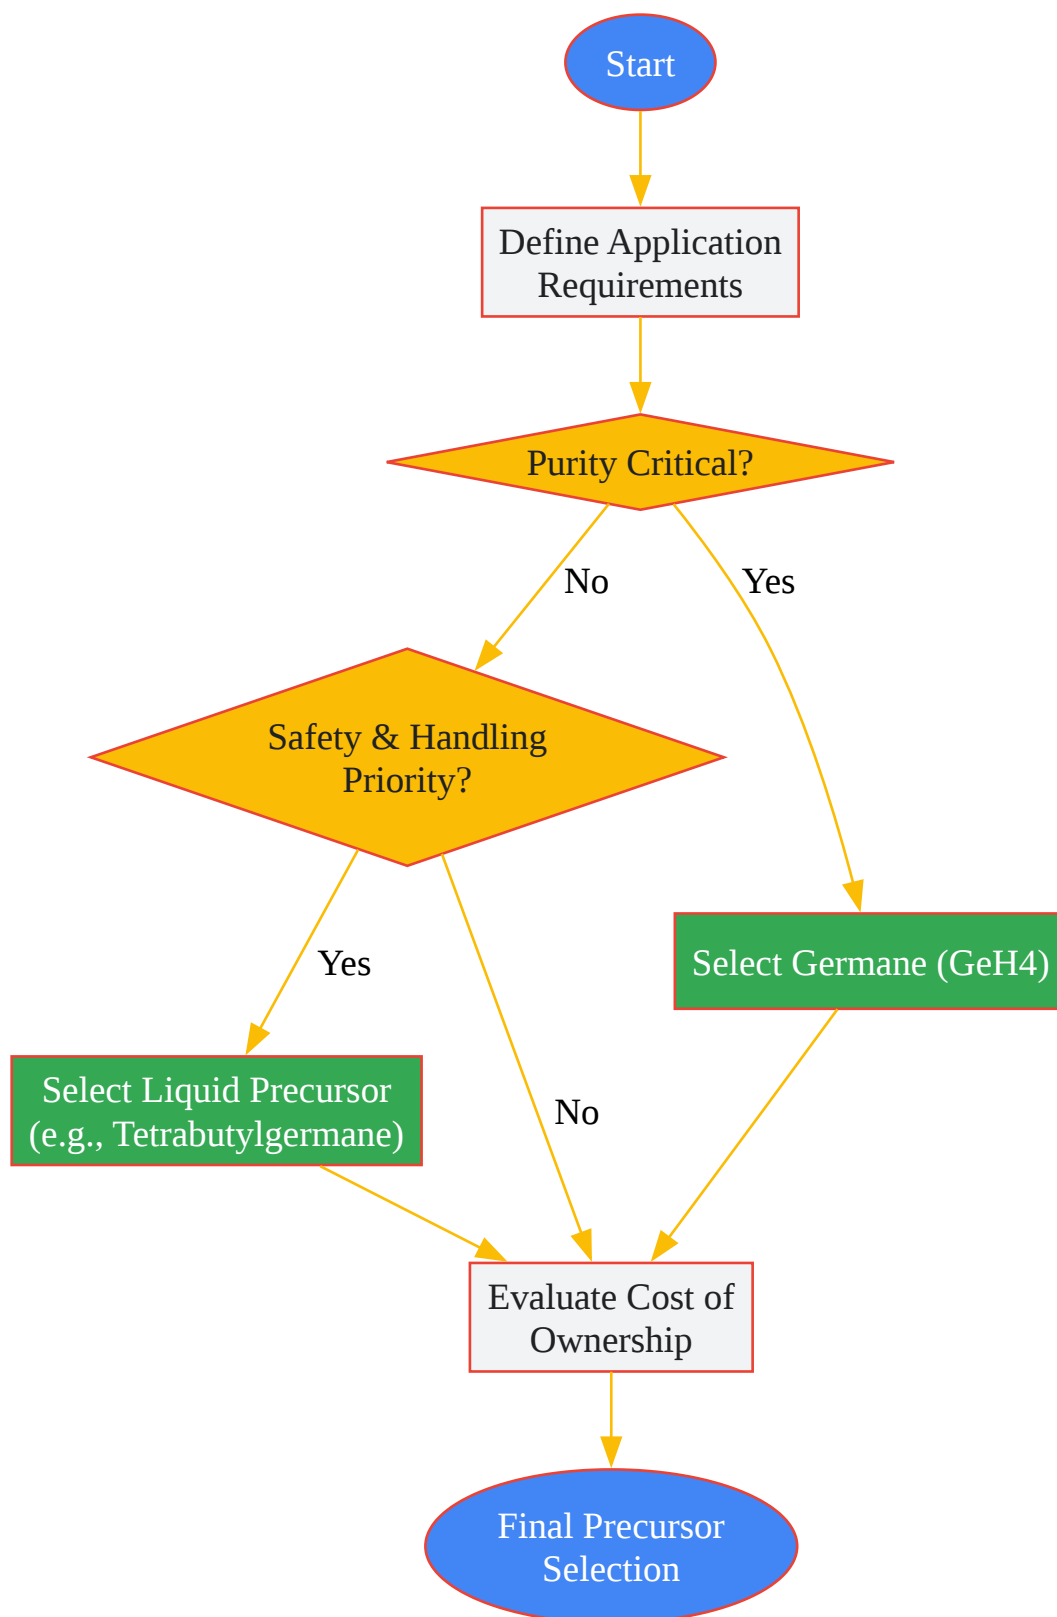 Start
Define Application
Requirements
Purity Critical?
No
Yes
Safety & Handling
Priority?
Yes
Select Germane (GeH4)
Select Liquid Precursor
(e.g., Tetrabutylgermane)
No
Evaluate Cost of
Ownership
Final Precursor
Selection